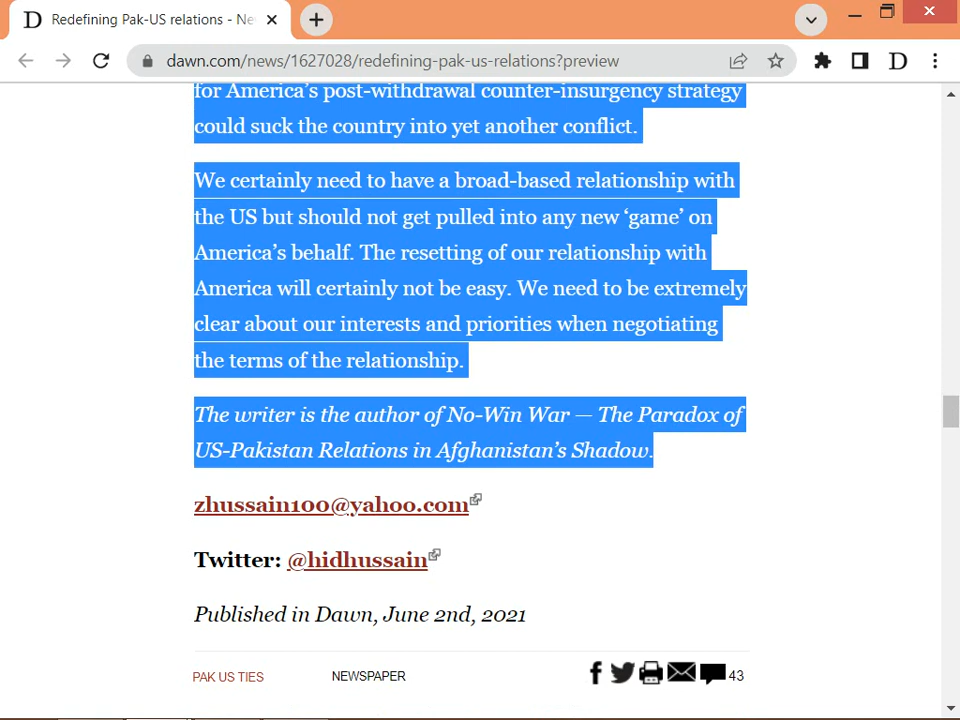 D Redefining Pak-US relations - Ne
dawn.com/news/1627028/redefining-pak-us-relations?preview
D
for America’s post-withdrawal counter-insurgency strategy
could suck the country into yet another conflict.
We certainly need to have a broad-based relationship with
the US but should not get pulled into any new ‘game’ on
America’s behalf. The resetting of our relationship with
America will certainly not be easy. We need to be extremely
clear about our interests and priorities when negotiating
the terms of the relationship.
The writer is the author of No-Win War — The Paradox of
US-Pakistan Relations in Afghanistan’s Shadow.
zhussain100@yahoo.com
Twitter: @hidhussain
Published in Dawn, June 2nd, 2021
PAK US TIES NEWSPAPER 43